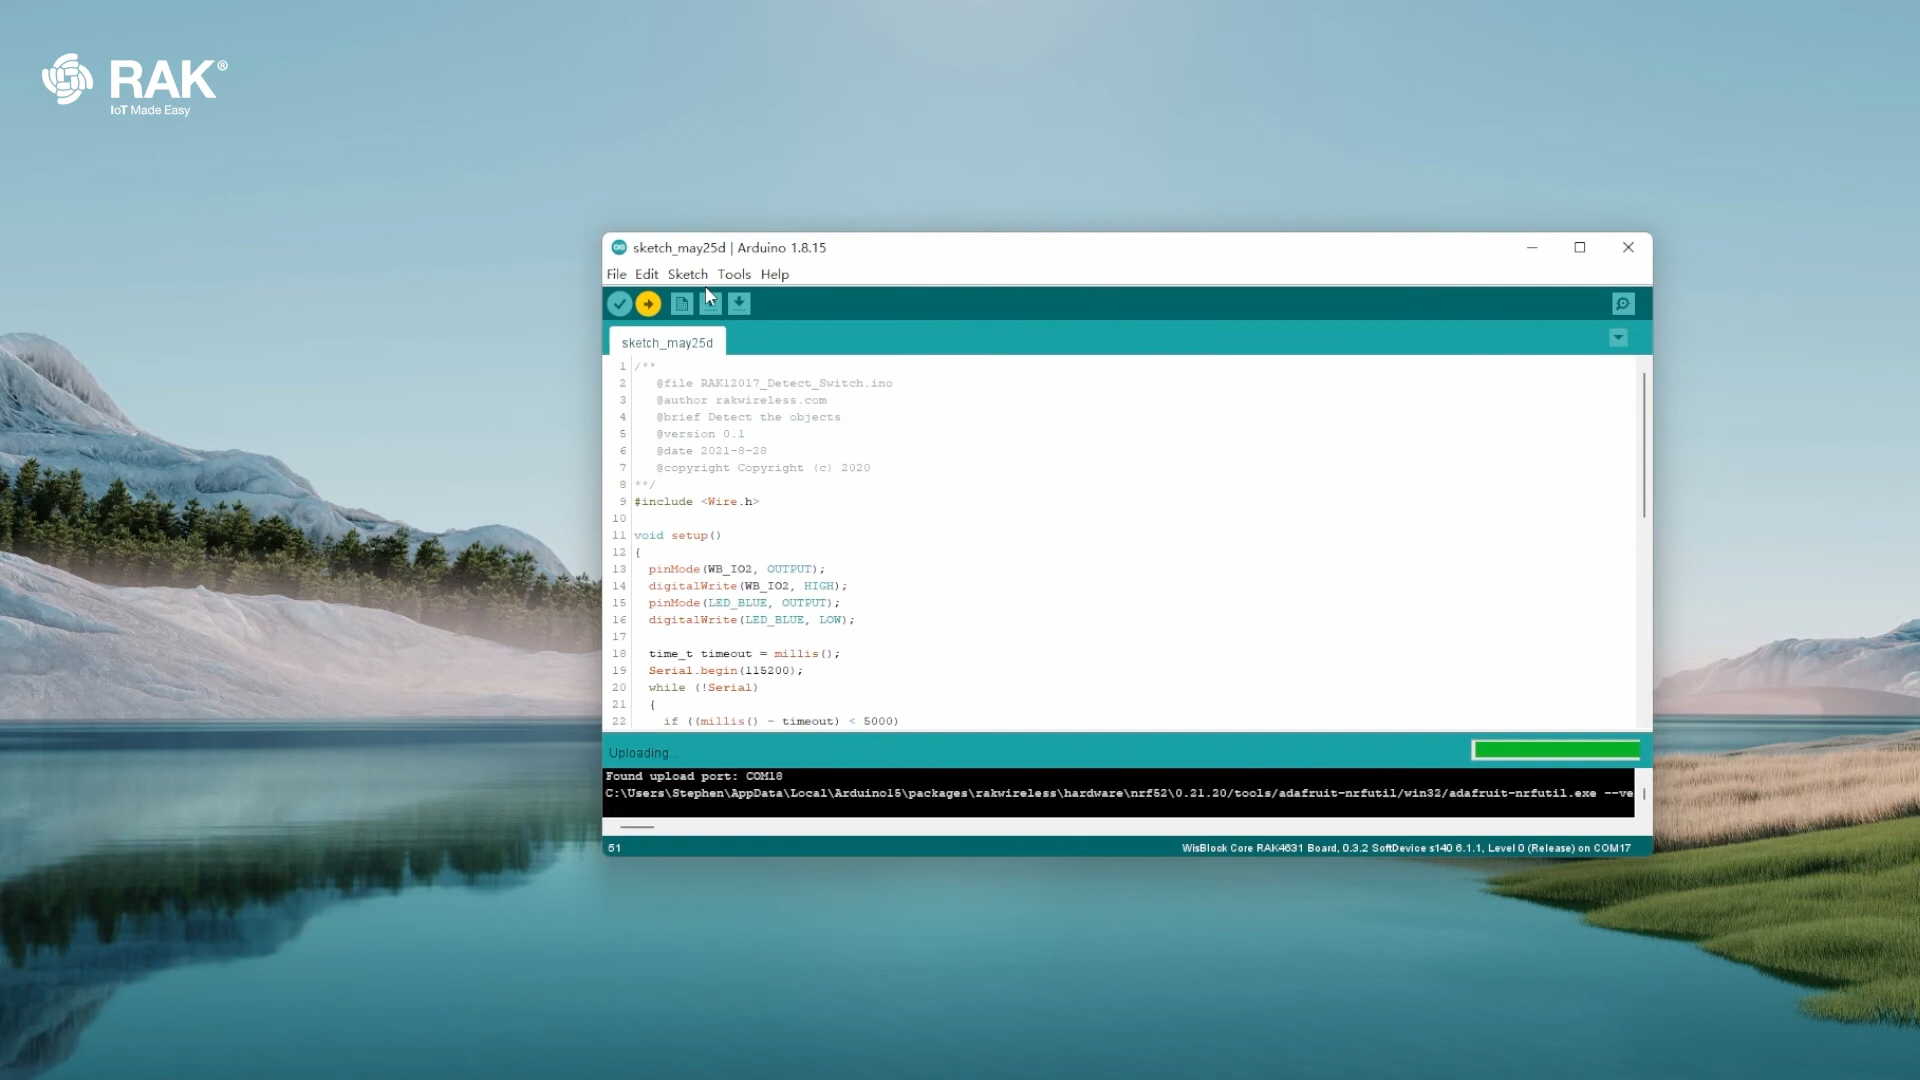 RAK®
IoT Made Easy
sketch_may25d | Arduino 1.8.15
File Edit Sketch Tools Help
sketch_may25d
1 /**
2 @file RAK12017_Detect_Switch.ino
3 @author rakwireless.com
4 @brief Detect the objects
5 @version 0.1
6 @date 2021-8-28
7 @copyright Copyright (c) 2020
8 **/
9 #include <Wire.h>
10
11 void setup()
12 {
13 pinMode(WB_IO2, OUTPUT);
14 digitalWrite(WB_IO2, HIGH);
15 pinMode(LED_BLUE, OUTPUT);
16 digitalWrite(LED_BLUE, LOW);
17
18 time_t timeout = millis();
19 Serial.begin(115200);
20 while (!Serial)
21 {
22 if ((millis() - timeout) < 5000)
Uploading...
Found upload port: COM18
C:\Users\Stephen\AppData\Local\Arduino15\packages\rakwireless\hardware\nrf52\0.21.20/tools/adafruit-nrfutil/win32/adafruit-nrfutil.exe --ve
51 WisBlock Core RAK4631 Board, 0.3.2 SoftDevice s140 6.1.1, Level 0 (Release) on COM17